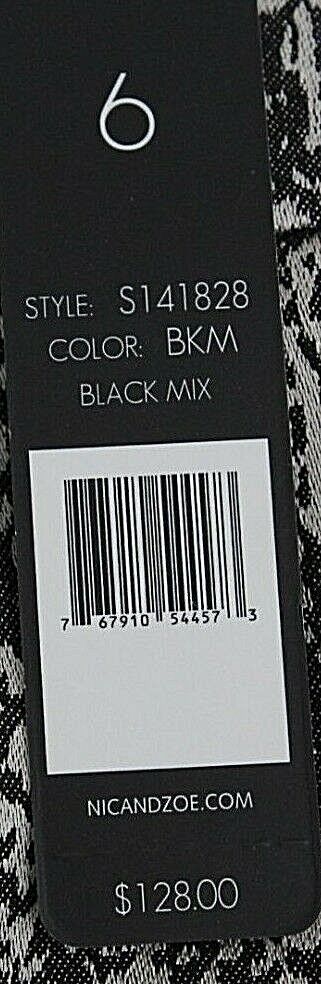 6
STYLE: S141828
COLOR: BKM
BLACK MIX
7 67910 54457 3
NICANDZOE.COM
$128.00